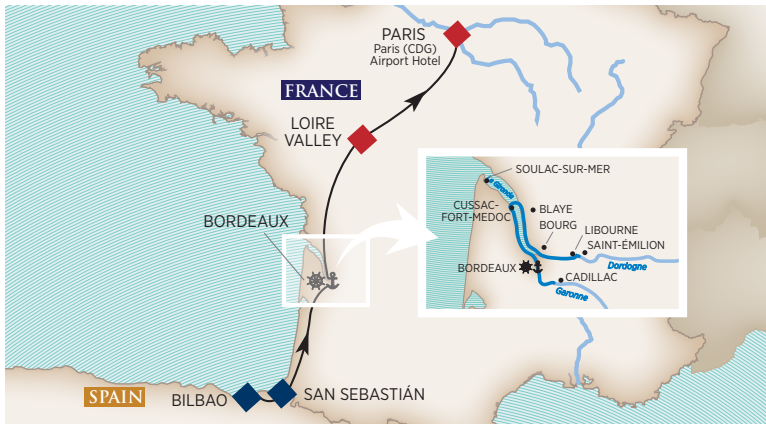 PARIS
Paris (CDG)
Airport Hotel
FRANCE
LOIRE
VALLEY
BORDEAUX
SOULAC-SUR-MER
La Gironde
CUSSAC-
FORT-MEDOC
BLAYE
BOURG
LIBOURNE
SAINT-ÉMILION
BORDEAUX
Dordogne
CADILLAC
Garonne
SPAIN
BILBAO
SAN SEBASTIÁN